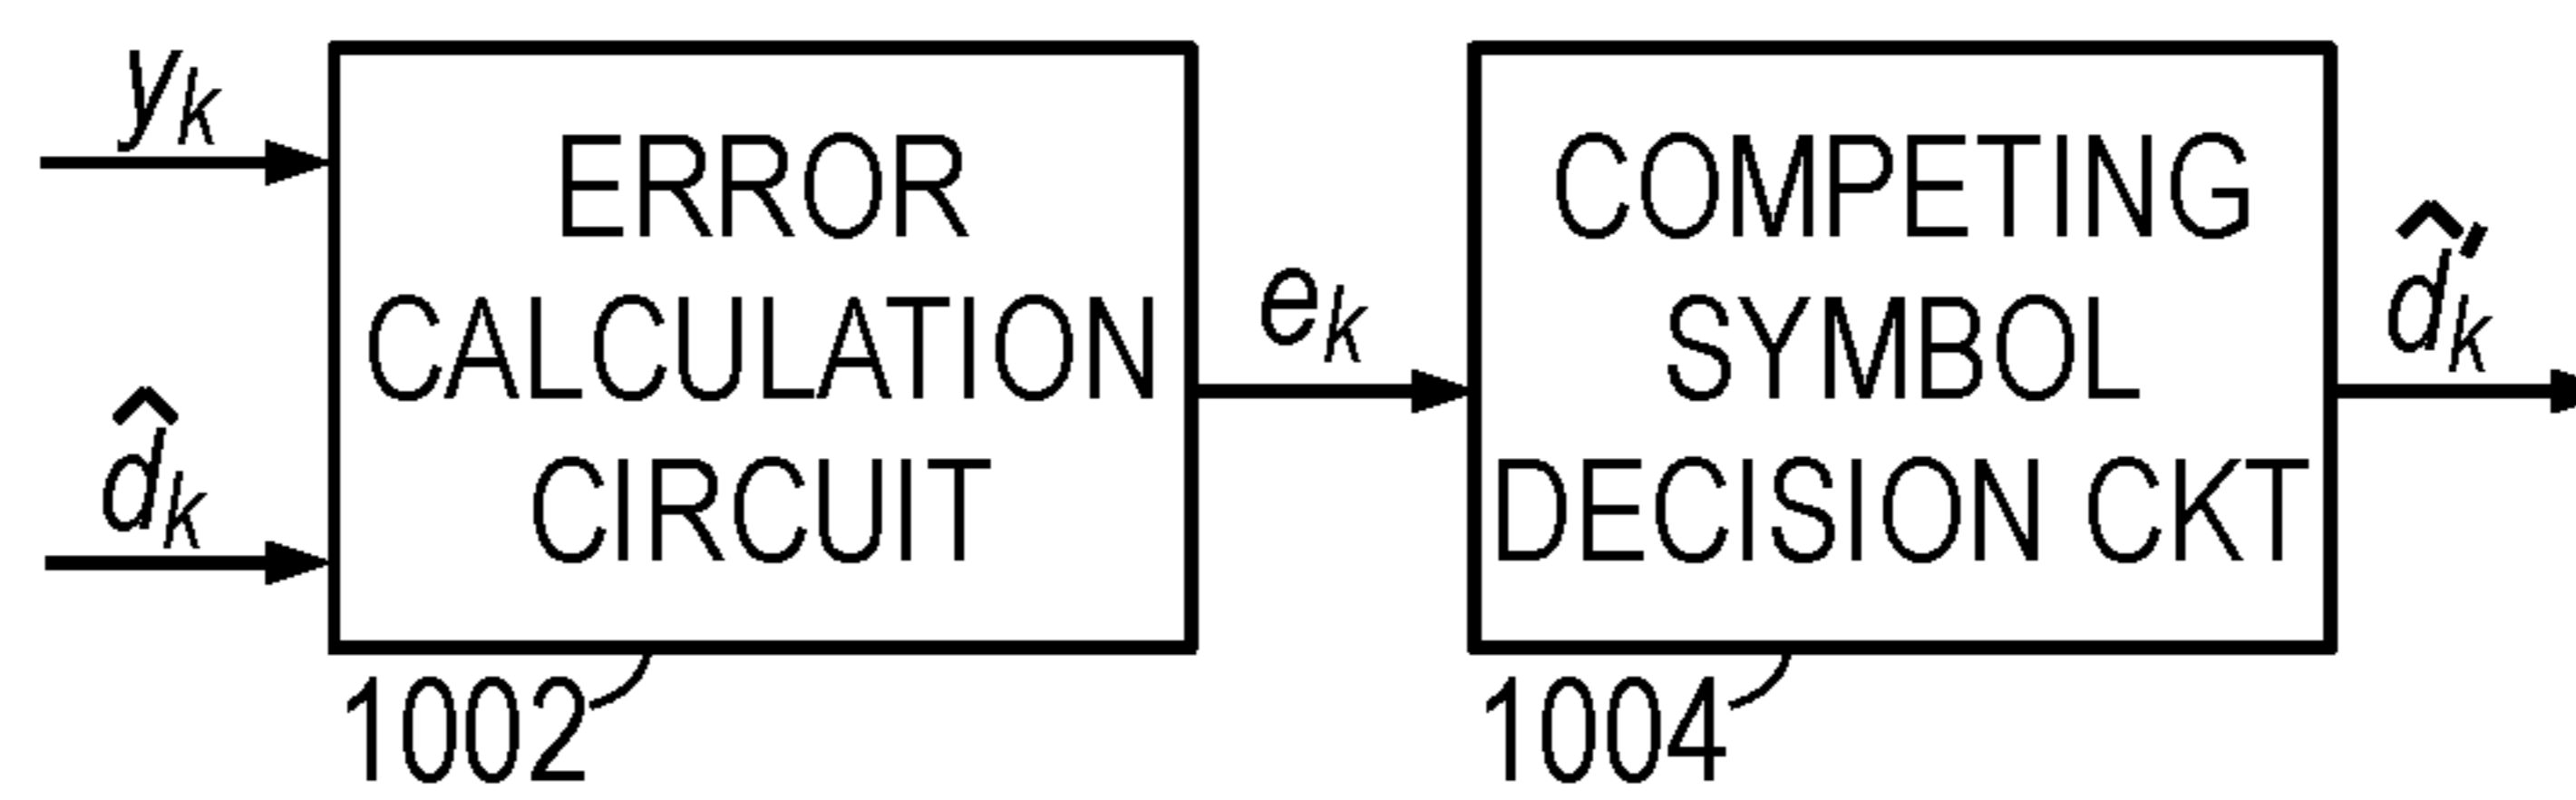 y_k
d̂_k
ERROR
CALCULATION
CIRCUIT
1002
e_k
COMPETING
SYMBOL
DECISION CKT
1004
d̂'_k